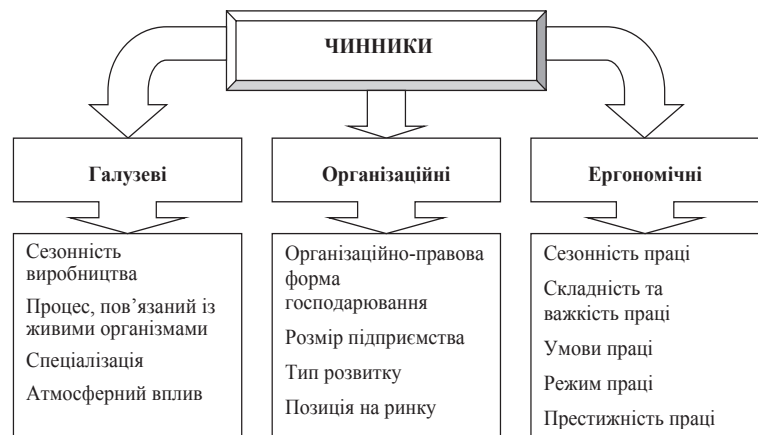 ЧИННИКИ
Галузеві
Організаційні
Ергономічні
Сезонність
виробництва
Процес, пов’язаний із
живими організмами
Спеціалізація
Атмосферний вплив
Організаційно-правова
форма
господарювання
Розмір підприємства
Тип розвитку
Позиція на ринку
Сезонність праці
Складність та
важкість праці
Умови праці
Режим праці
Престижність праці